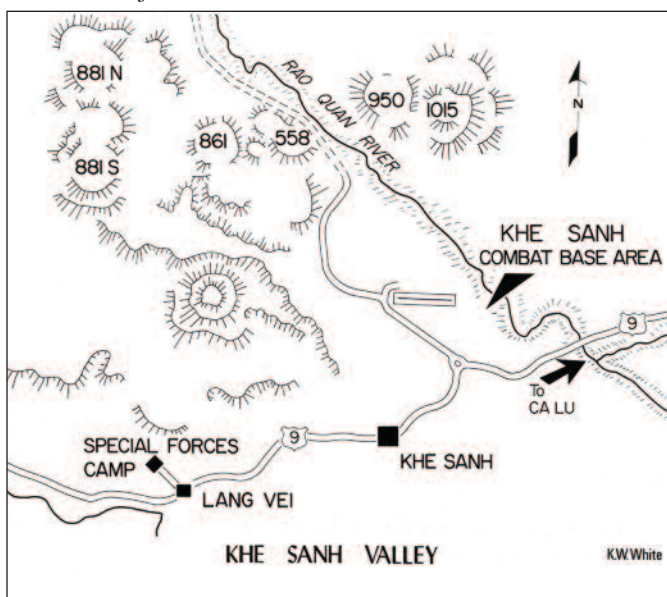 881 N
881 S
861
558
RAO QUAN RIVER
950
1015
N
KHE SANH
COMBAT BASE AREA
9
To
CA LU
9
KHE SANH
SPECIAL FORCES
CAMP
LANG VEI
KHE SANH VALLEY
K.W. White